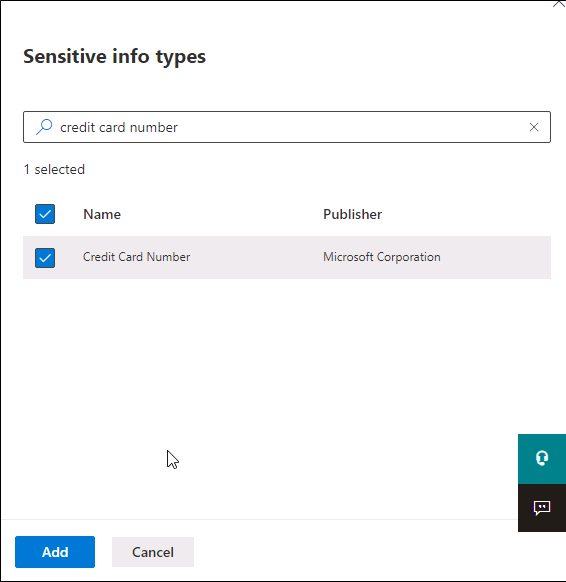 Sensitive info types
credit card number
1 selected
Name Publisher
Credit Card Number Microsoft Corporation
Add Cancel